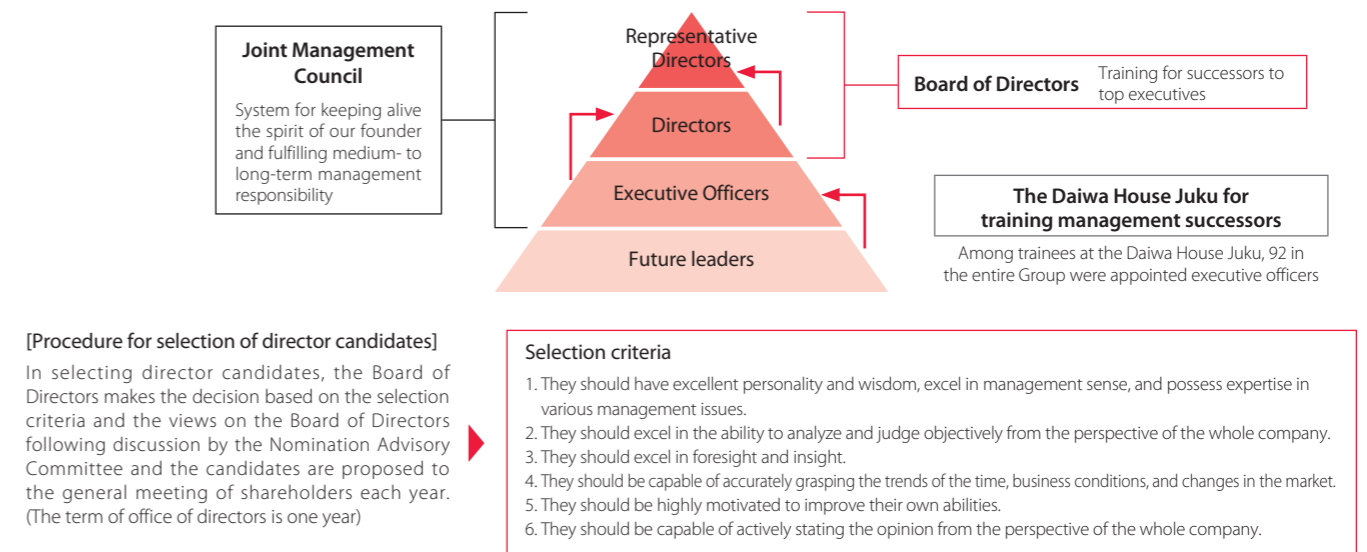 Joint Management
Council
System for keeping alive
the spirit of our founder
and fulfilling medium- to
long-term management
responsibility
Representative
Directors
Directors
Executive Officers
Future leaders
Board of Directors
Training for successors to
top executives
The Daiwa House Juku for
training management successors
Among trainees at the Daiwa House Juku, 92 in
the entire Group were appointed executive officers
[Procedure for selection of director candidates]
In selecting director candidates, the Board of
Directors makes the decision based on the selection
criteria and the views on the Board of Directors
following discussion by the Nomination Advisory
Committee and the candidates are proposed to
the general meeting of shareholders each year.
(The term of office of directors is one year)
Selection criteria
1. They should have excellent personality and wisdom, excel in management sense, and possess expertise in
various management issues.
2. They should excel in the ability to analyze and judge objectively from the perspective of the whole company.
3. They should excel in foresight and insight.
4. They should be capable of accurately grasping the trends of the time, business conditions, and changes in the market.
5. They should be highly motivated to improve their own abilities.
6. They should be capable of actively stating the opinion from the perspective of the whole company.